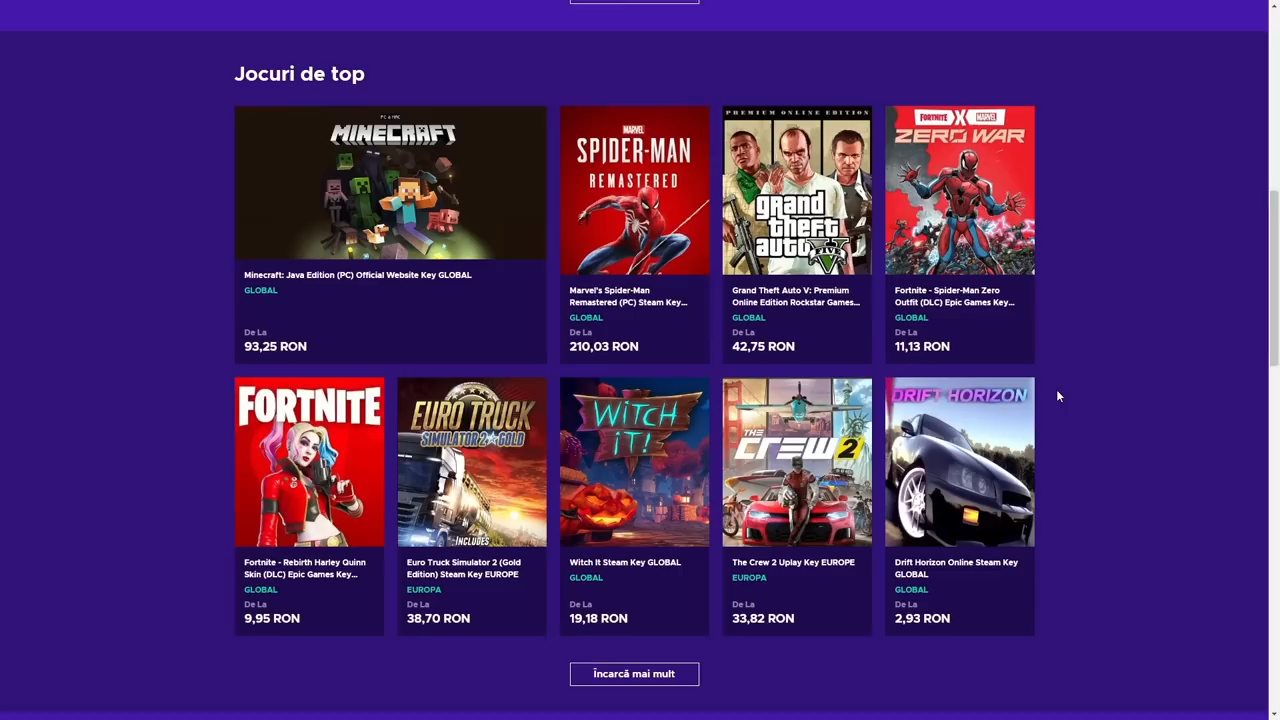 Jocuri de top
PC & MAC
MINECRAFT
Minecraft: Java Edition (PC) Official Website Key GLOBAL
GLOBAL
De La
93,25 RON
MARVEL
SPIDER-MAN
REMASTERED
Marvel's Spider-Man
Remastered (PC) Steam Key...
GLOBAL
De La
210,03 RON
PREMIUM ONLINE EDITION
grand
theft
auto V
FIVE
Grand Theft Auto V: Premium
Online Edition Rockstar Games...
GLOBAL
De La
42,75 RON
FORTNITE X MARVEL
ZERO WAR
Fortnite - Spider-Man Zero
Outfit (DLC) Epic Games Key...
GLOBAL
De La
11,13 RON
FORTNITE
Fortnite - Rebirth Harley Quinn
Skin (DLC) Epic Games Key...
GLOBAL
De La
9,95 RON
EURO TRUCK
SIMULATOR 2 GOLD
INCLUDES
Euro Truck Simulator 2 (Gold
Edition) Steam Key EUROPE
EUROPA
De La
38,70 RON
WiTCH
iT!
Witch It Steam Key GLOBAL
GLOBAL
De La
19,18 RON
THE
CREW 2
The Crew 2 Uplay Key EUROPE
EUROPA
De La
33,82 RON
DRIFT HORIZON
Drift Horizon Online Steam Key
GLOBAL
GLOBAL
De La
2,93 RON
Încarcă mai mult